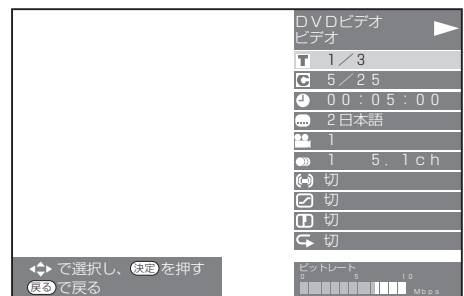 DVDビデオ
ビデオ
T 1/3
C 5/25
00:05:00
2日本語
1
1 5.1ch
切
切
切
切
で選択し、決定を押す
戻るで戻る
ビットレート
0 5 10
Mbps